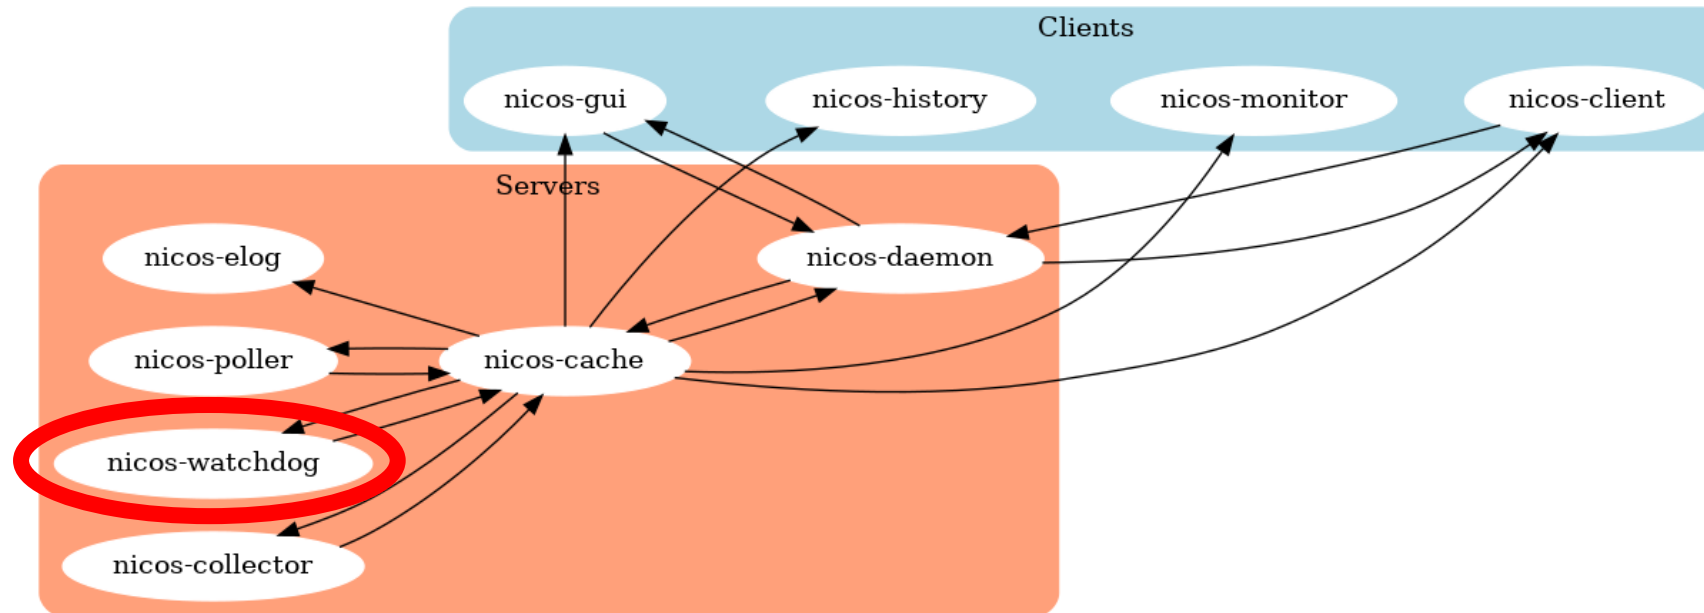 Clients
nicos-gui
nicos-history
nicos-monitor
nicos-client
Servers
nicos-elog
nicos-daemon
nicos-poller
nicos-cache
nicos-watchdog
nicos-collector